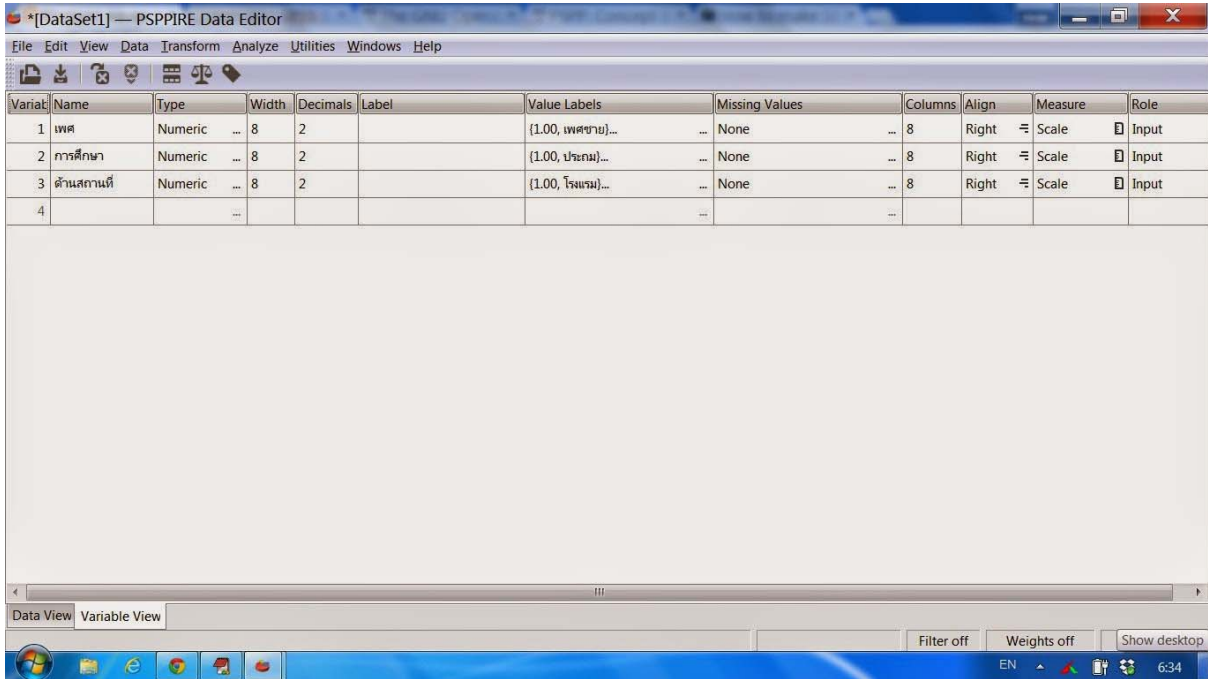 *[DataSet1] — PSPPIRE Data Editor
File Edit View Data Transform Analyze Utilities Windows Help
Variab Name Type Width Decimals Label Value Labels Missing Values Columns Align Measure Role
1 เพศ Numeric ... 8 2 {1.00, เพศชาย}... ... None ... 8 Right Scale Input
2 การศึกษา Numeric ... 8 2 {1.00, ประถม}... ... None ... 8 Right Scale Input
3 ด้านสถานที่ Numeric ... 8 2 {1.00, โรงแรม}... ... None ... 8 Right Scale Input
4 ... ... ...
Data View Variable View
Filter off Weights off Show desktop
EN 6:34